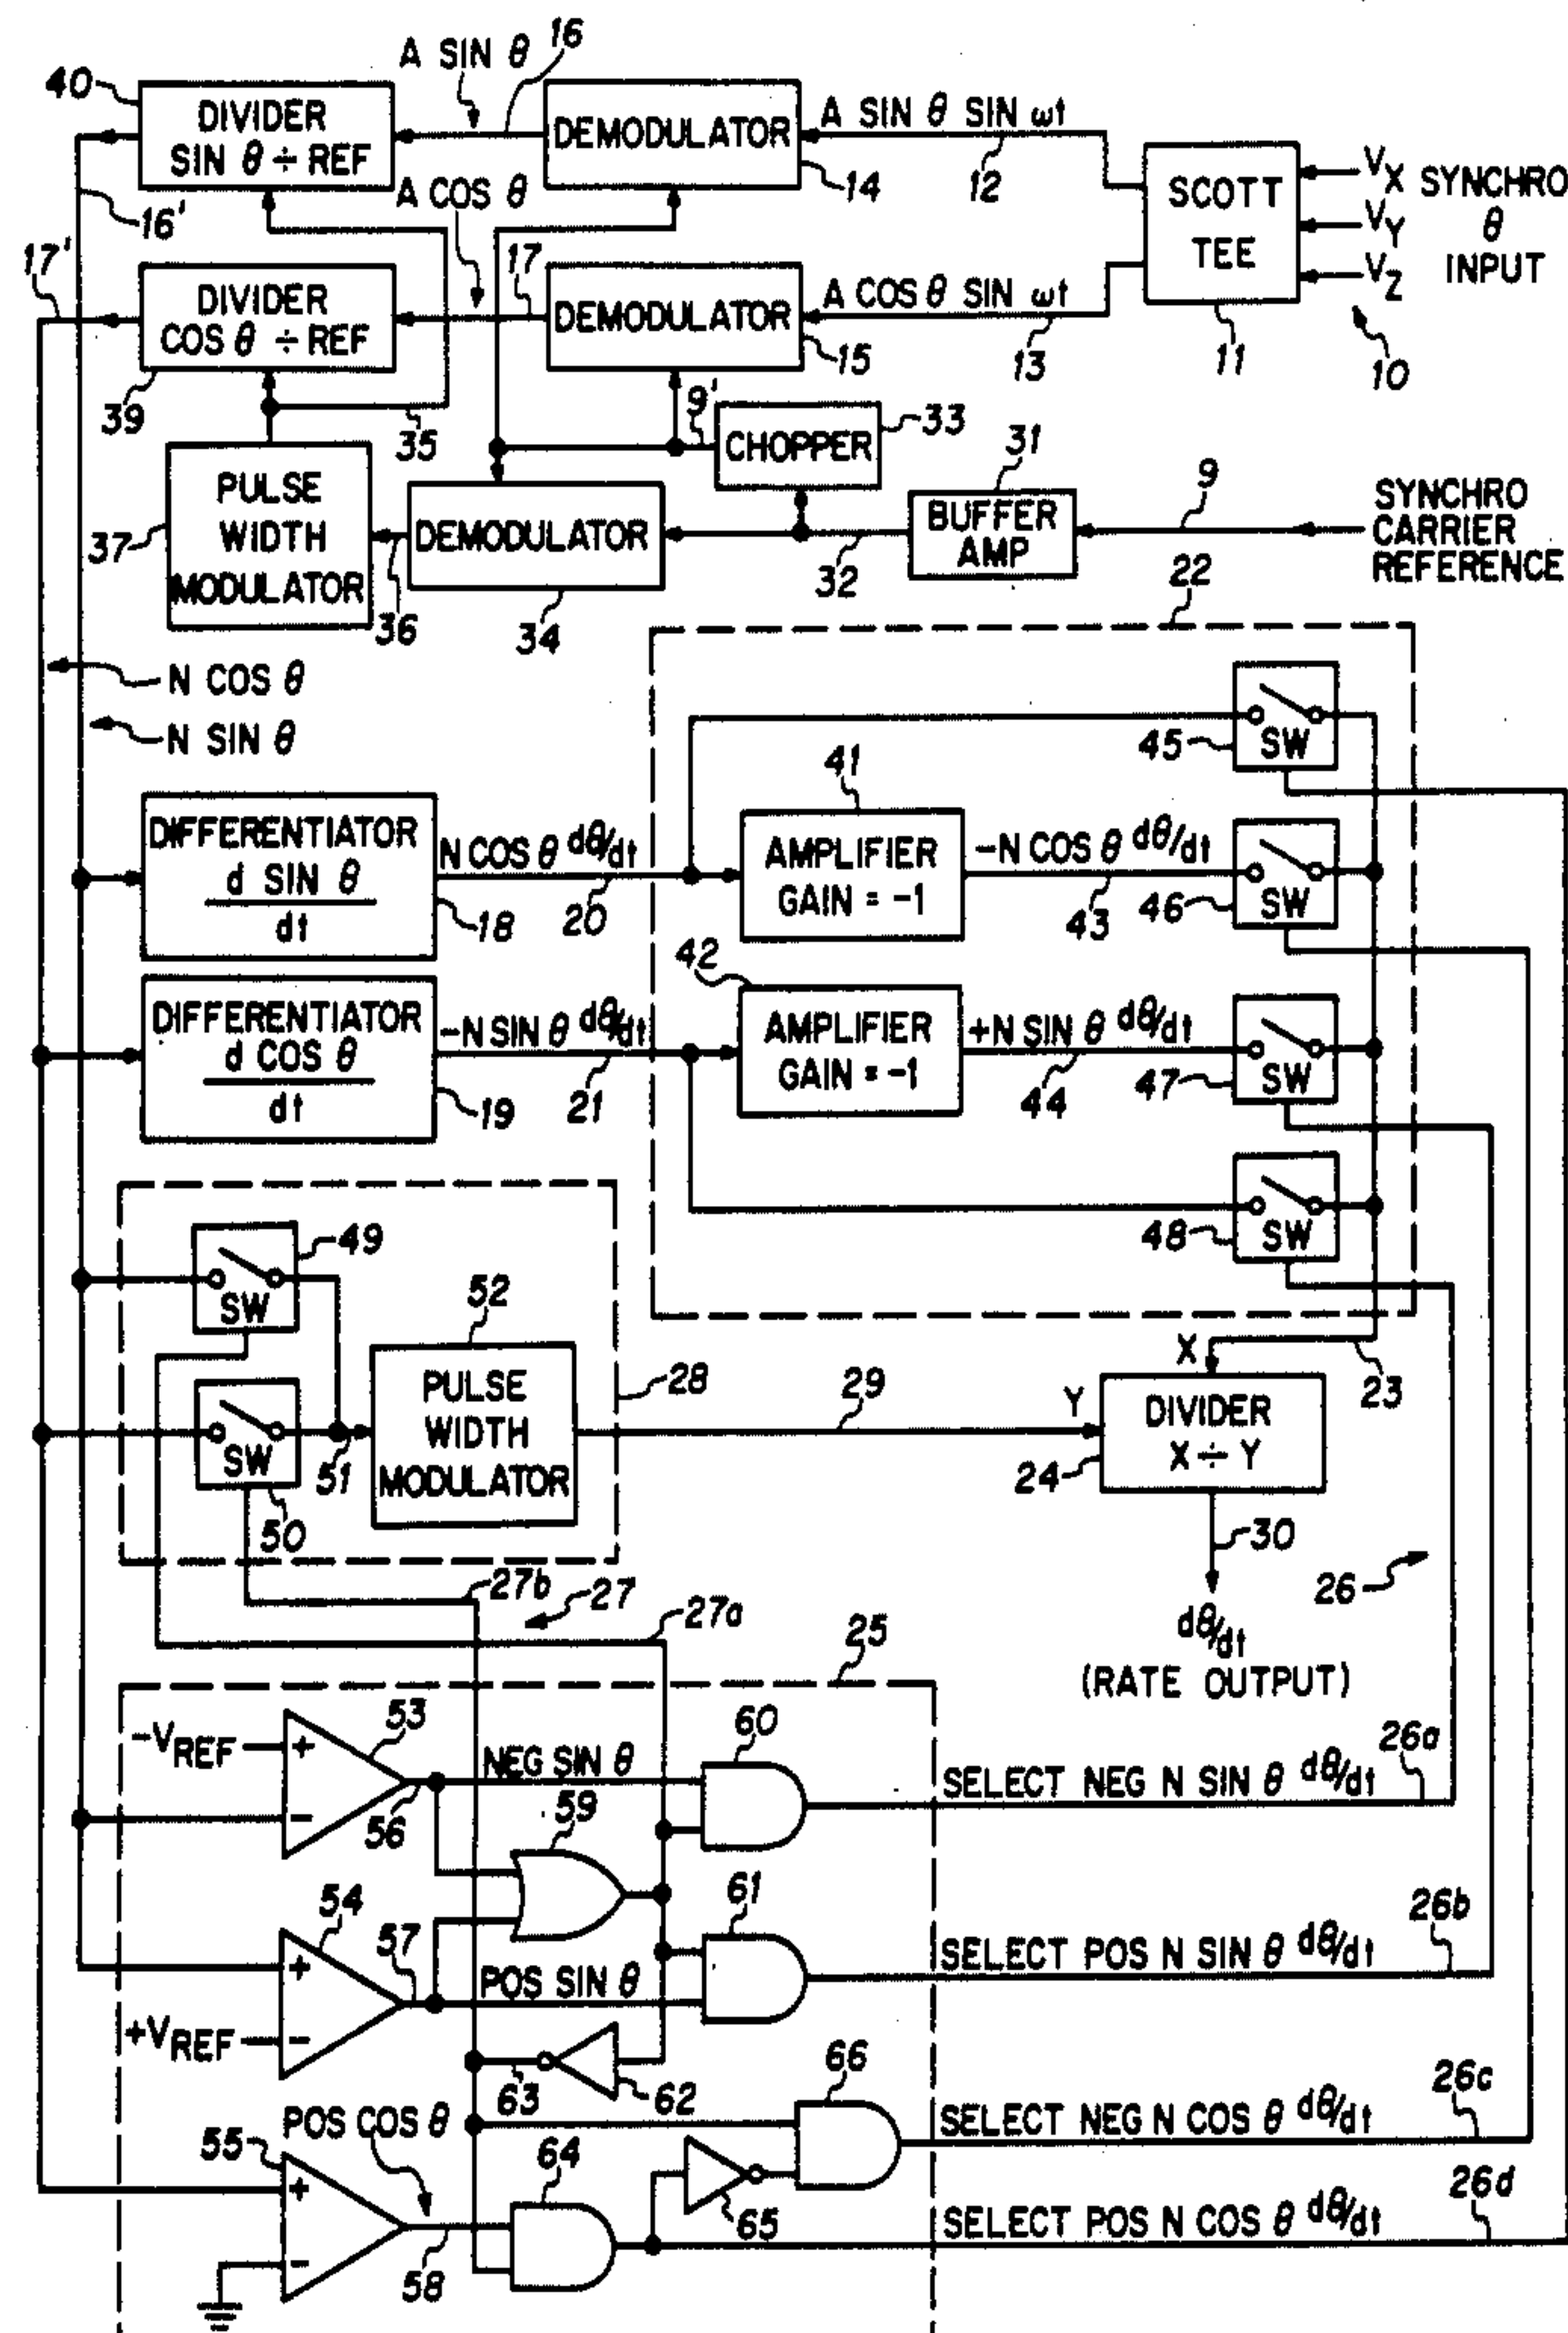 A SIN θ
16
40
DIVIDER
SIN θ ÷ REF
DEMODULATOR
14
A SIN θ SIN ωt
12
SCOTT
TEE
11
VX
VY
VZ
SYNCHRO
θ
INPUT
10
16'
A COS θ
17'
DIVIDER
COS θ ÷ REF
39
17
DEMODULATOR
15
A COS θ SIN ωt
13
35
9'
CHOPPER
33
PULSE
WIDTH
MODULATOR
37
36
DEMODULATOR
34
32
BUFFER
AMP
31
9
SYNCHRO
CARRIER
REFERENCE
22
N COS θ
N SIN θ
SW
45
DIFFERENTIATOR
d SIN θ
dt
18
N COS θ dθ/dt
20
41
AMPLIFIER
GAIN = -1
-N COS θ dθ/dt
43
SW
46
DIFFERENTIATOR
d COS θ
dt
19
-N SIN θ dθ/dt
21
42
AMPLIFIER
GAIN = -1
+N SIN θ dθ/dt
44
SW
47
SW
48
SW
49
SW
50
51
52
PULSE
WIDTH
MODULATOR
28
29
X
23
Y
DIVIDER
X ÷ Y
24
30
dθ/dt
(RATE OUTPUT)
26
27b
27
27a
25
-VREF
+
-
53
56
NEG SIN θ
60
SELECT NEG N SIN θ dθ/dt
26a
59
54
+
-
57
+VREF
POS SIN θ
61
SELECT POS N SIN θ dθ/dt
26b
63
62
66
SELECT NEG N COS θ dθ/dt
26c
POS COS θ
55
+
-
58
64
65
SELECT POS N COS θ dθ/dt
26d